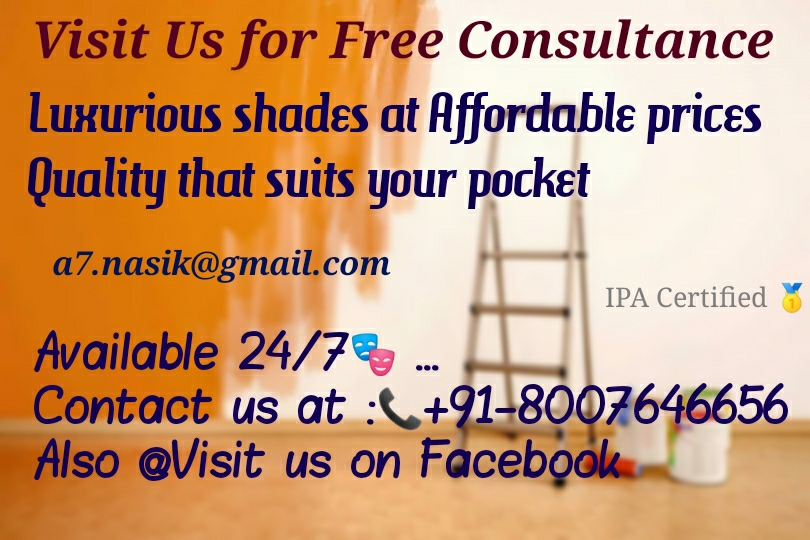 Visit Us for Free Consultance
Luxurious shades at Affordable prices
Quality that suits your pocket
a7.nasik@gmail.com
IPA Certified 🥇
Available 24/7🎭 ...
Contact us at :📞+91-8007646656
Also @Visit us on Facebook